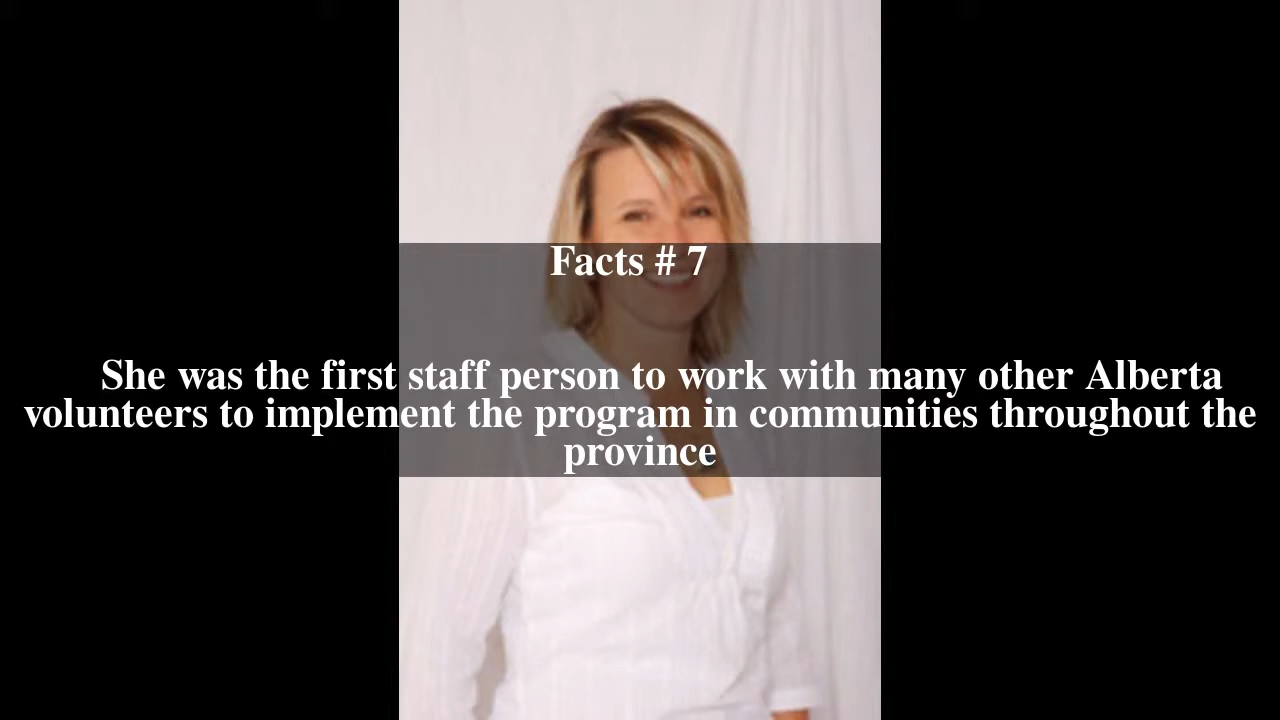 Facts # 7
She was the first staff person to work with many other Alberta
volunteers to implement the program in communities throughout the
province